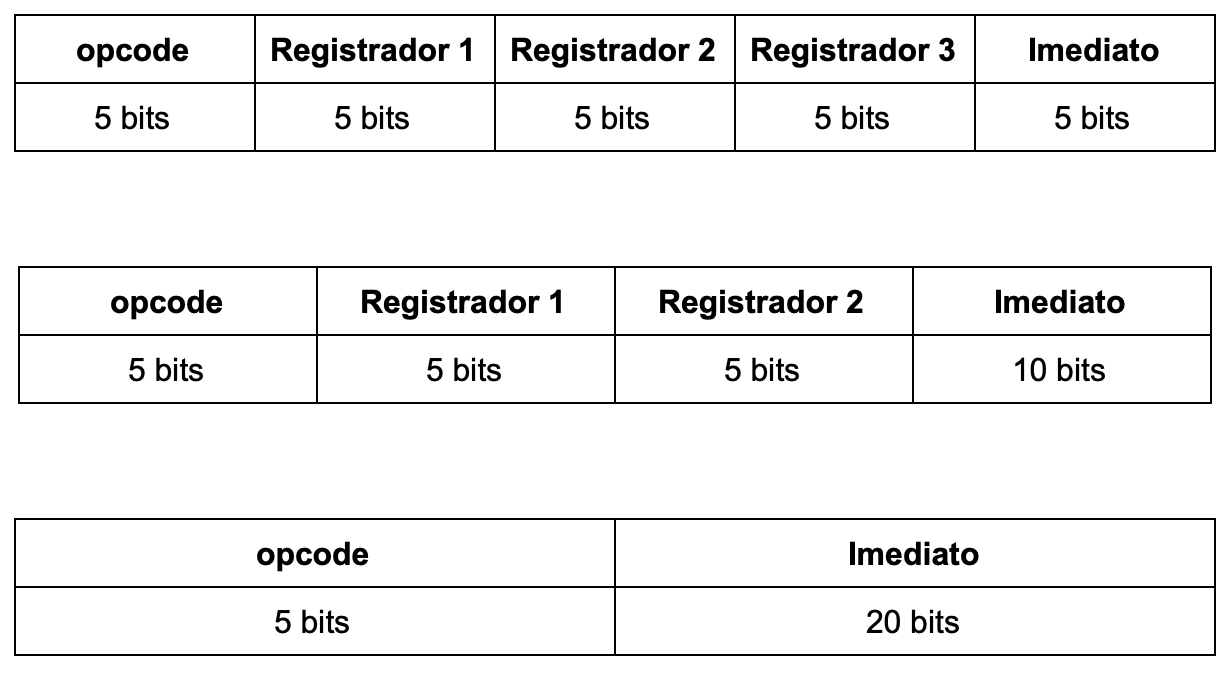 opcode Registrador 1 Registrador 2 Registrador 3 Imediato
5 bits 5 bits 5 bits 5 bits 5 bits
opcode Registrador 1 Registrador 2 Imediato
5 bits 5 bits 5 bits 10 bits
opcode Imediato
5 bits 20 bits